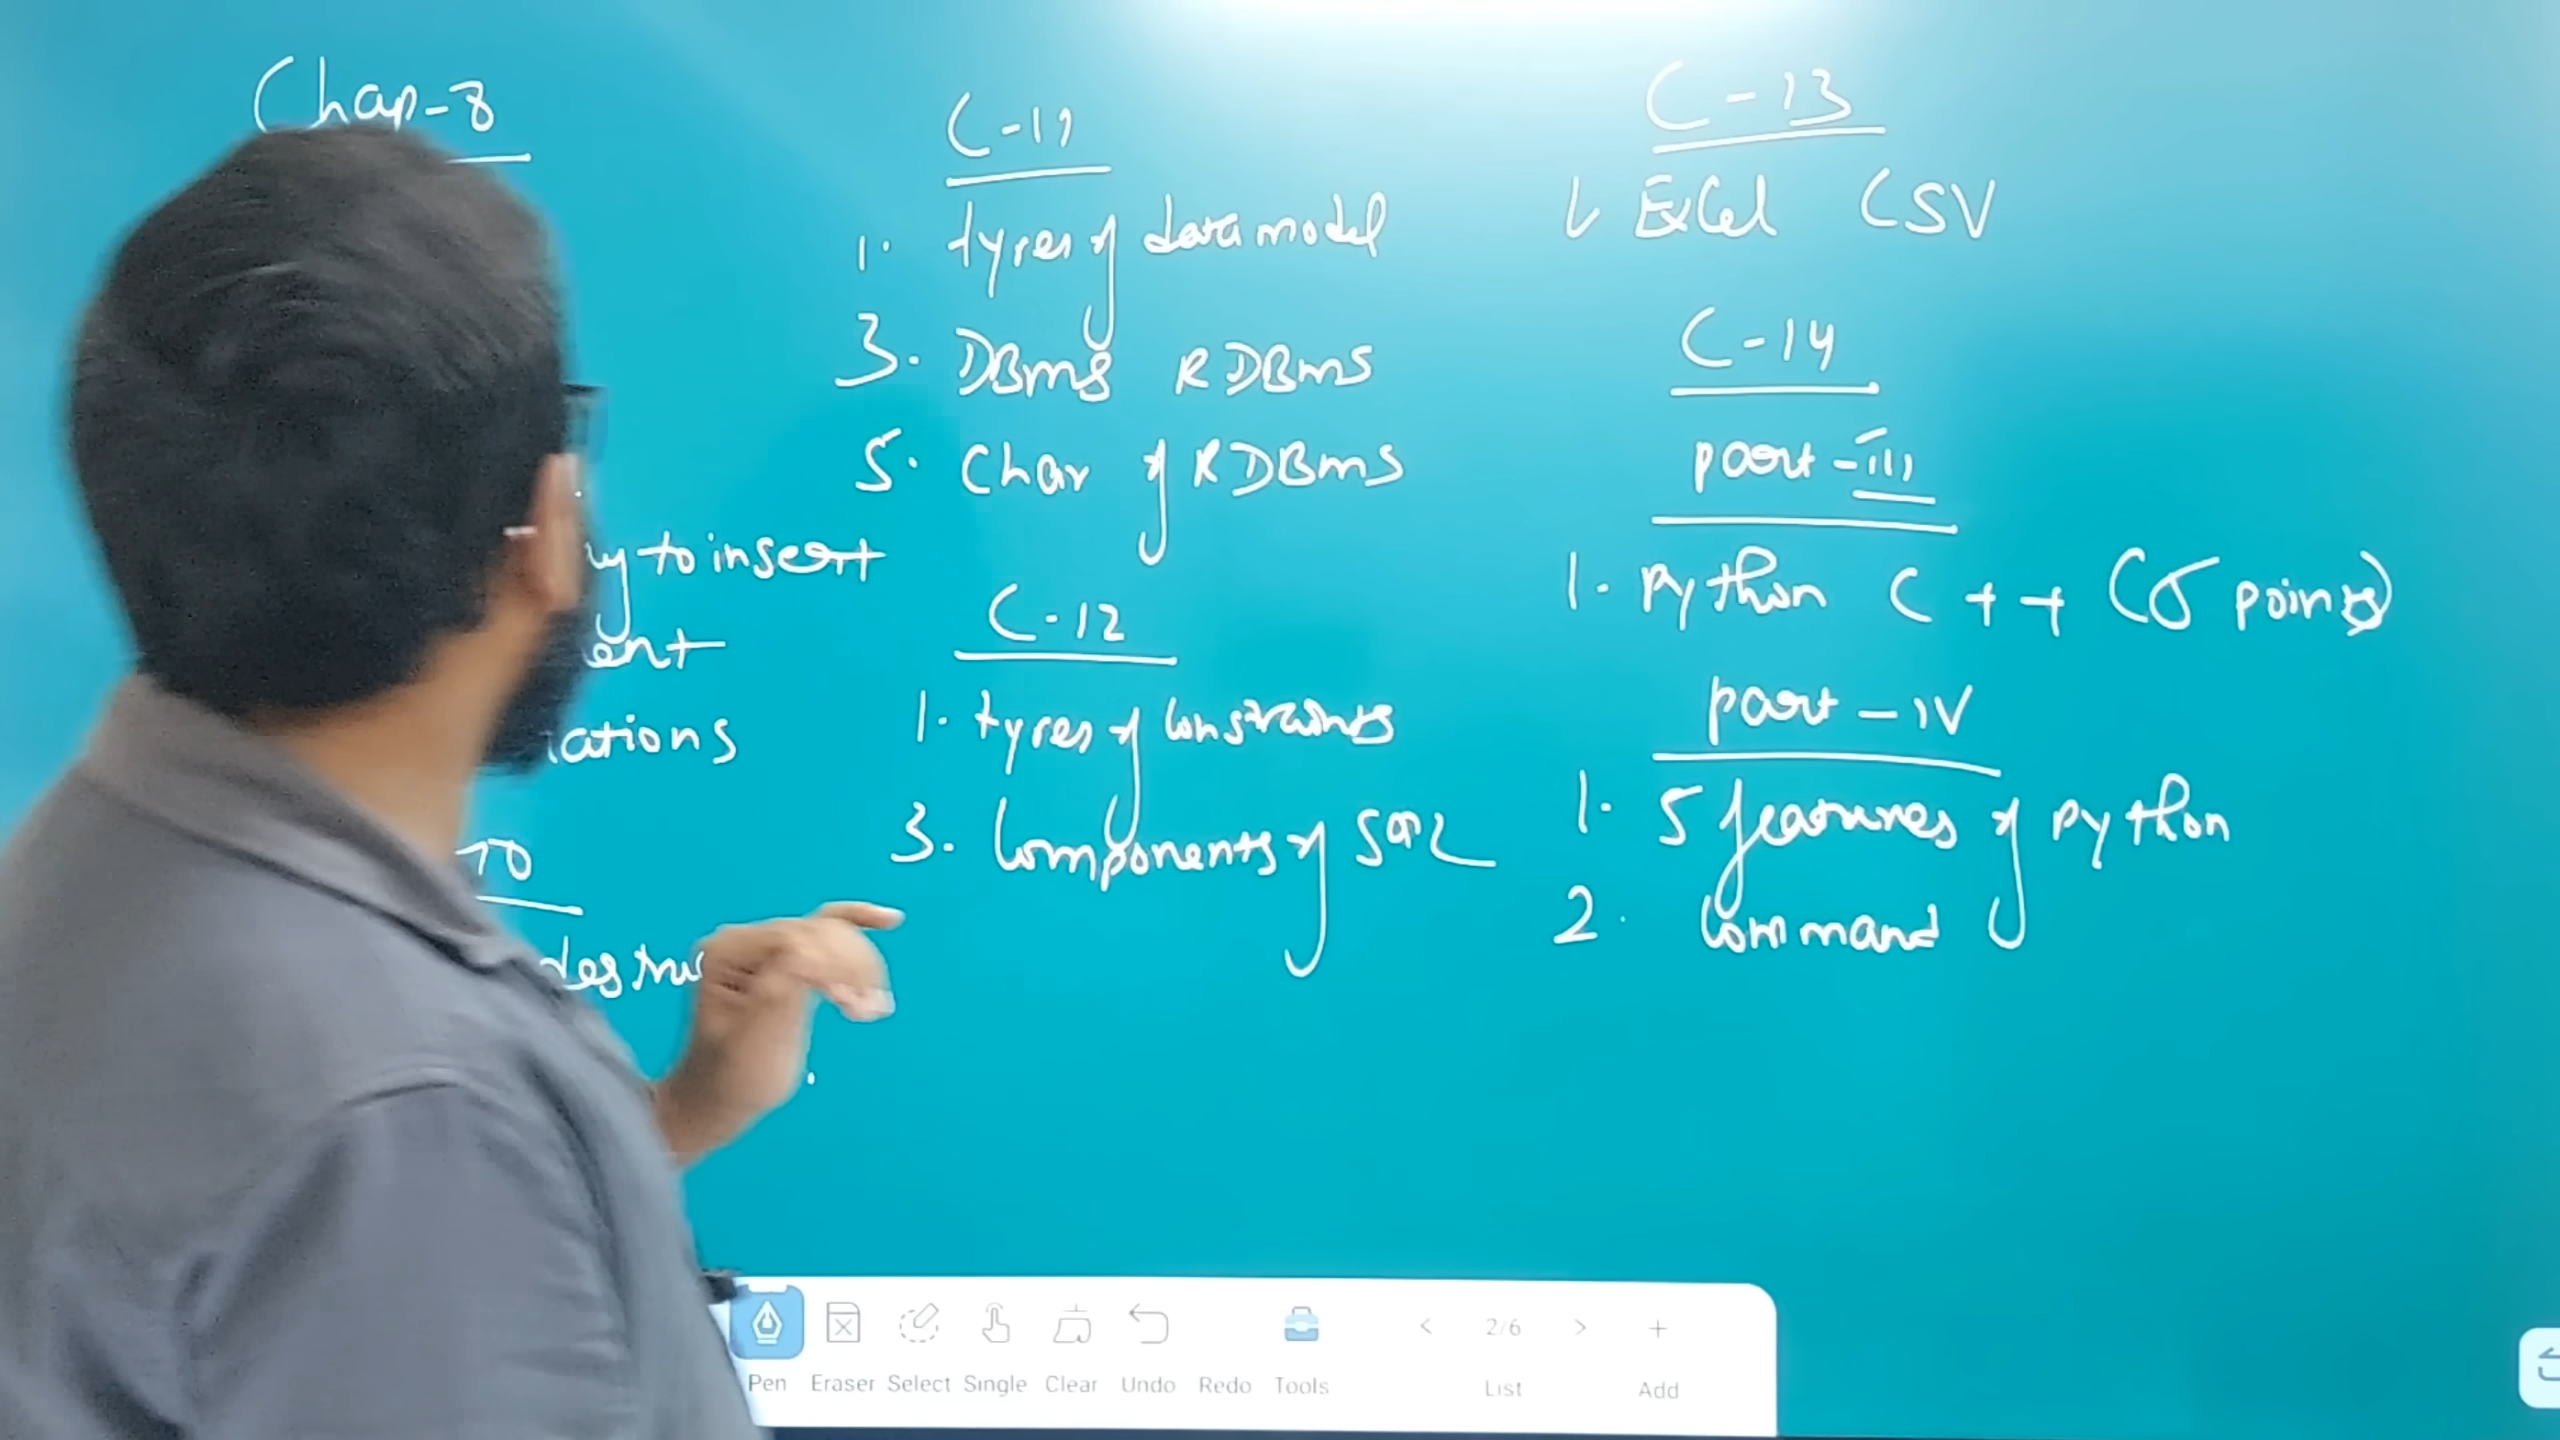 Chap-8
to insert
C-11
1. types of data model
3. DBMS RDBMS
5. Char of RDBMS
C-12
1. types of constraints
3. Components of SQL
C-13
1. Excel CSV
C-14
part-III
1. Python C++ (5 points)
part-IV
1. 5 features of python
2. Command
Pen Eraser Select Single Clear Undo Redo Tools
< 2/6 > +
List Add